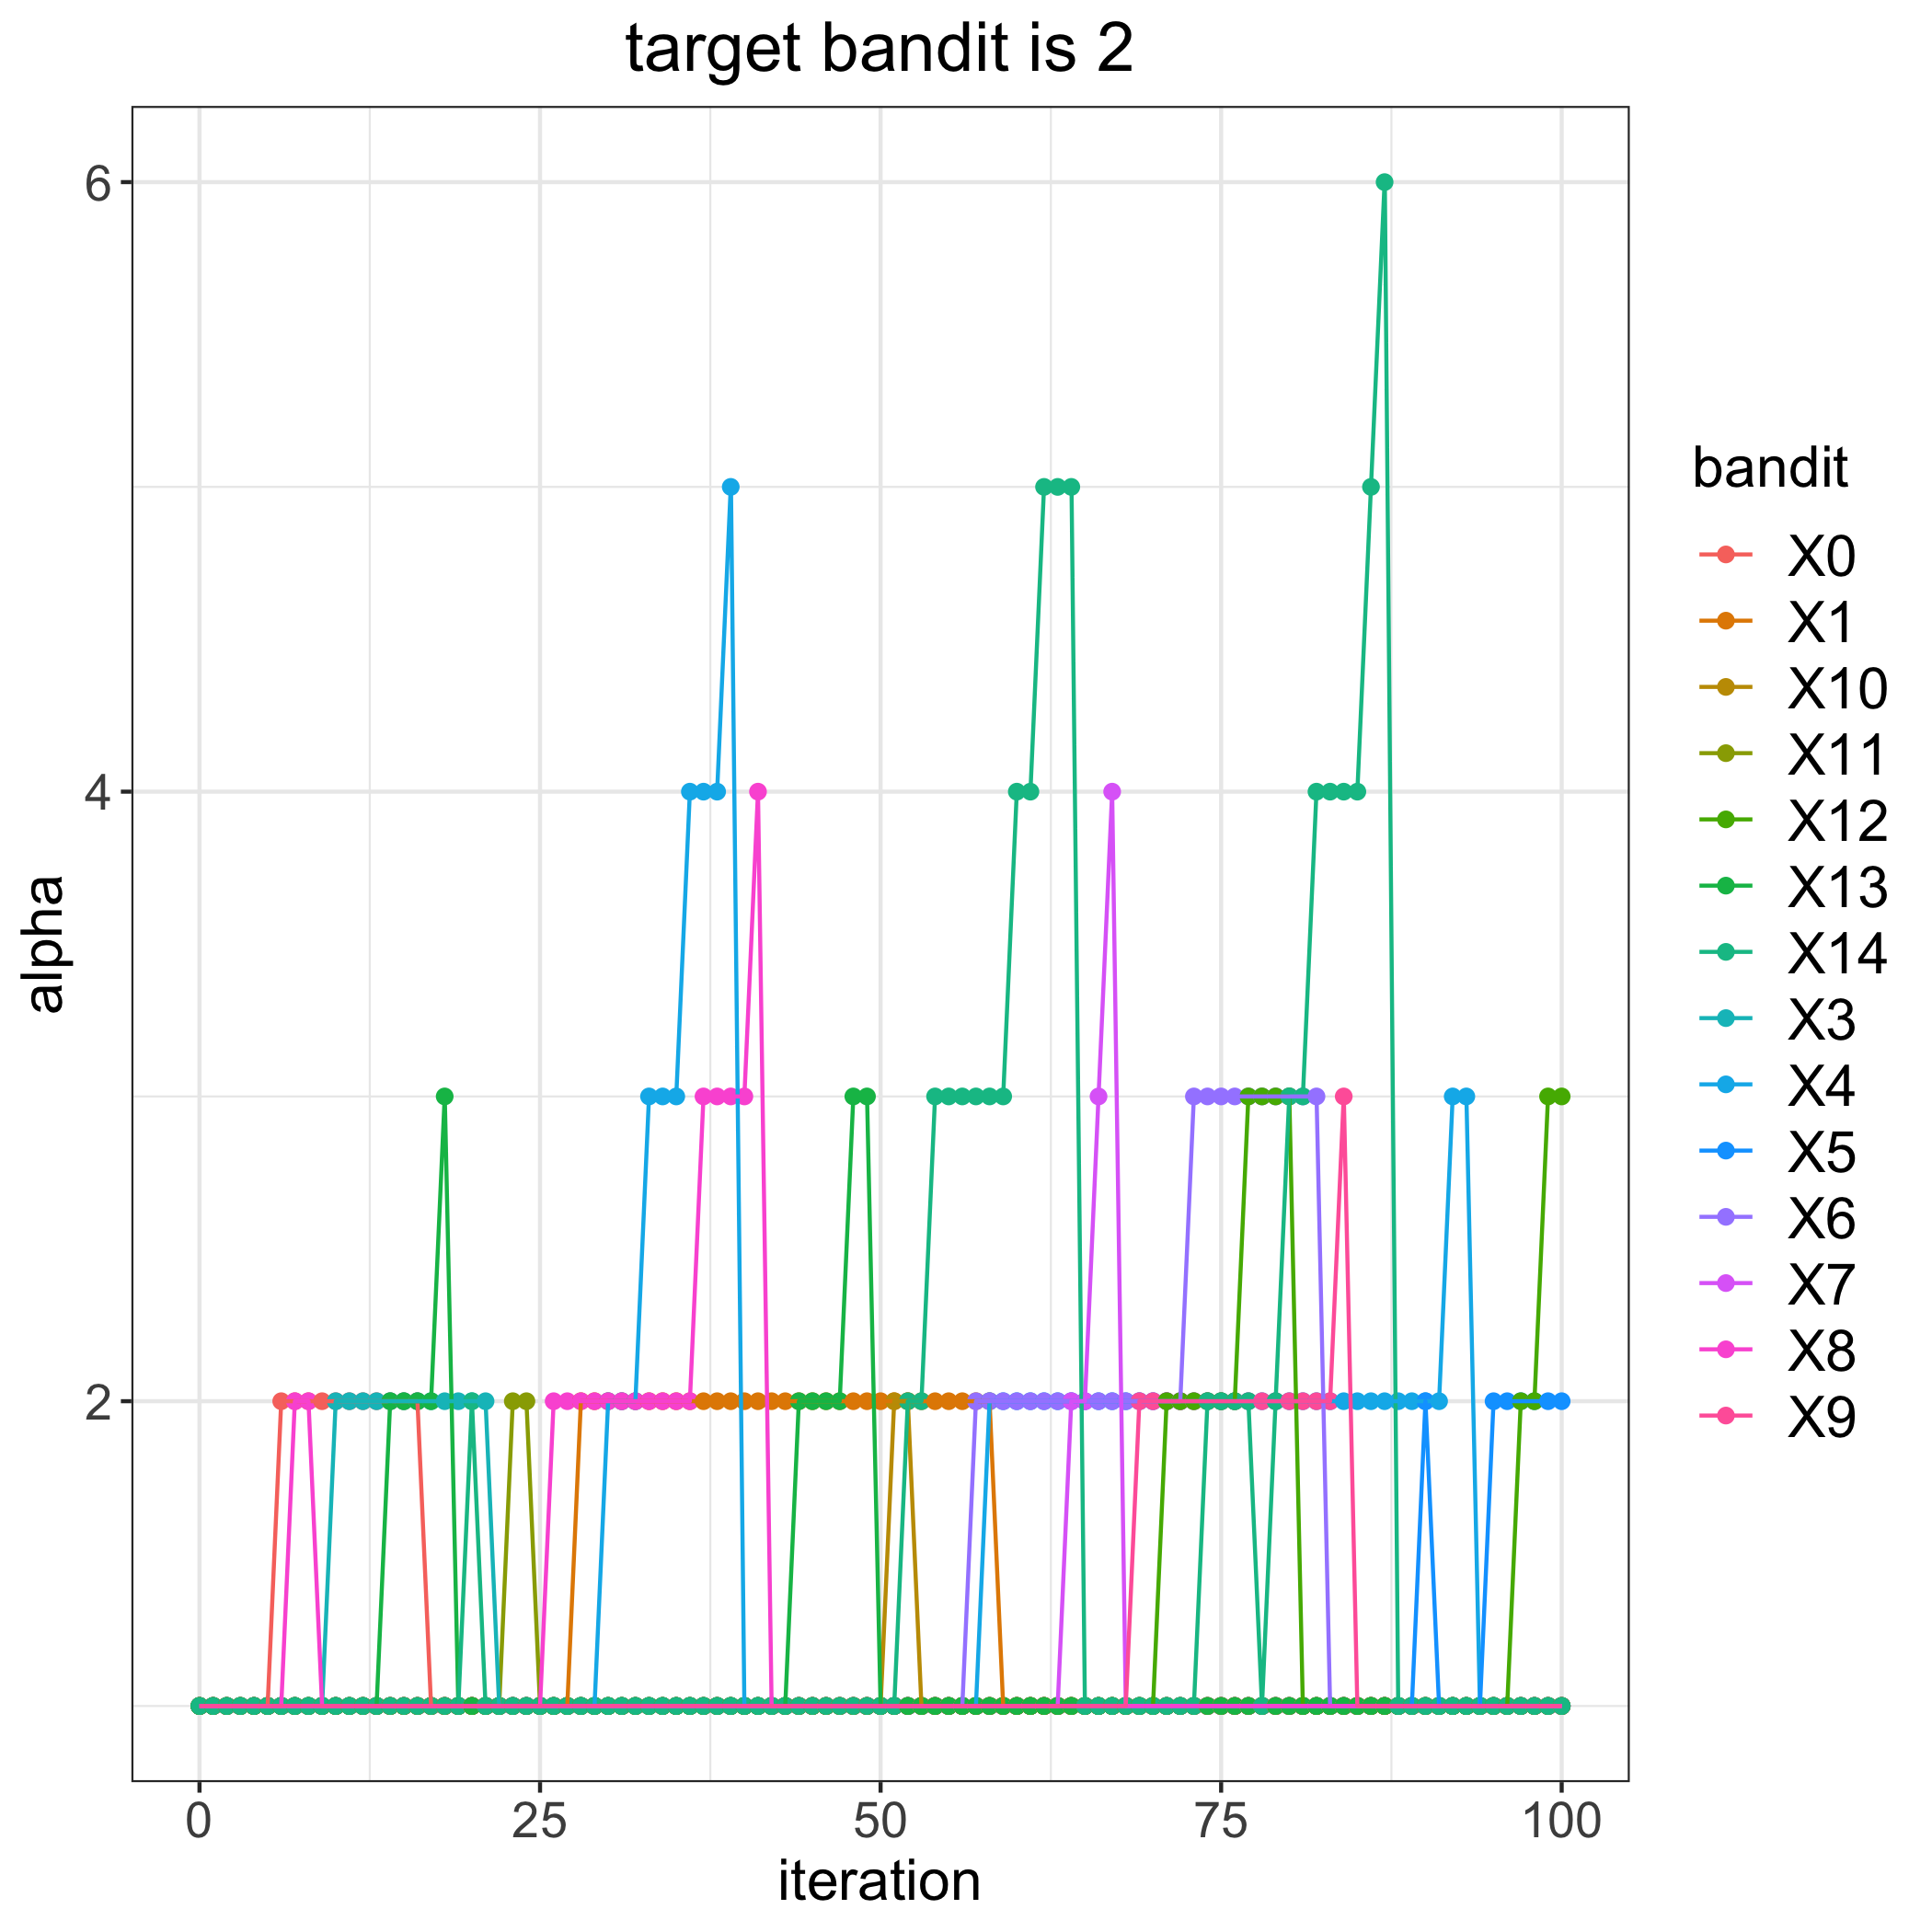 target bandit is 2
6
4
2
alpha
0 25 50 75 100
iteration
bandit
X0
X1
X10
X11
X12
X13
X14
X3
X4
X5
X6
X7
X8
X9